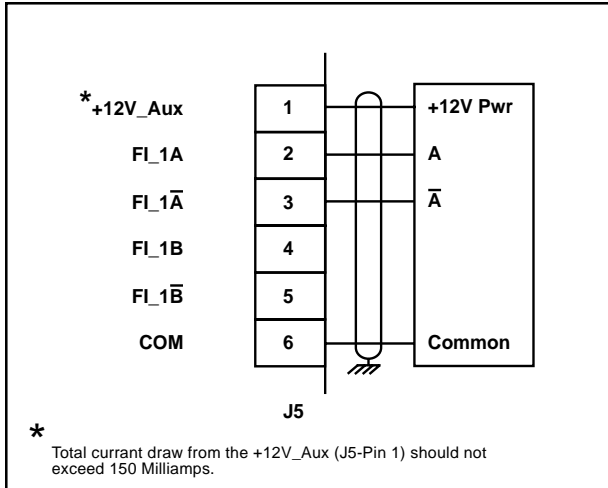 * +12V_Aux 1 +12V Pwr
FI_1A 2 A
FI_1A̅ 3 A̅
FI_1B 4
FI_1B̅ 5
COM 6 Common
J5
*
Total currant draw from the +12V_Aux (J5-Pin 1) should not
exceed 150 Milliamps.